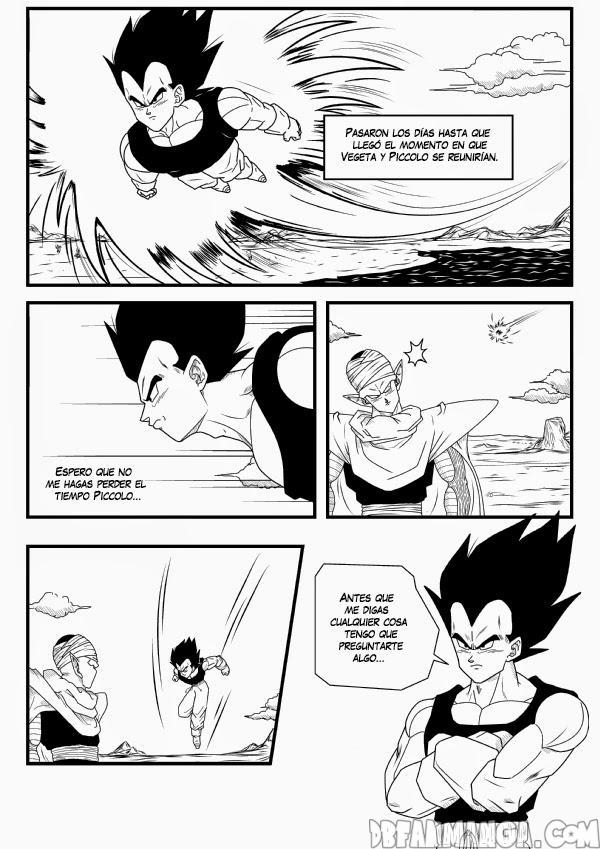 Pasaron los días hasta que
llegó el momento en que
Vegeta y Piccolo se reunirían.
Espero que no
me hagas perder el
tiempo Piccolo...
Antes que
me digas
cualquier cosa
tengo que
preguntarte
algo...
DBFANMANGA.COM